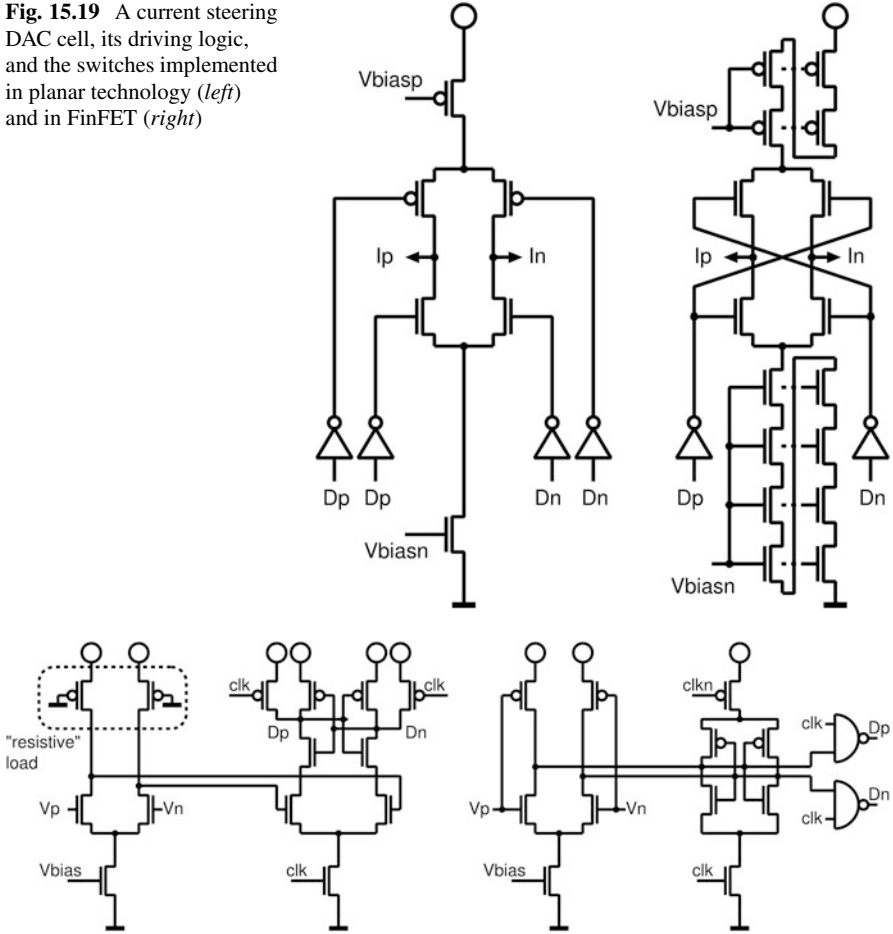 Fig. 15.19 A current steering
DAC cell, its driving logic,
and the switches implemented
in planar technology (left)
and in FinFET (right)
Vbiasp
Ip In
Dp Dp Dn Dn
Vbiasn
Vbiasp
Ip In
Dp Dn
Vbiasn
"resistive"
load
Vp Vn
Vbias
clk clk
Dp Dn
clk
Vp Vn
Vbias
clkn
clk
clk Dp
clk Dn